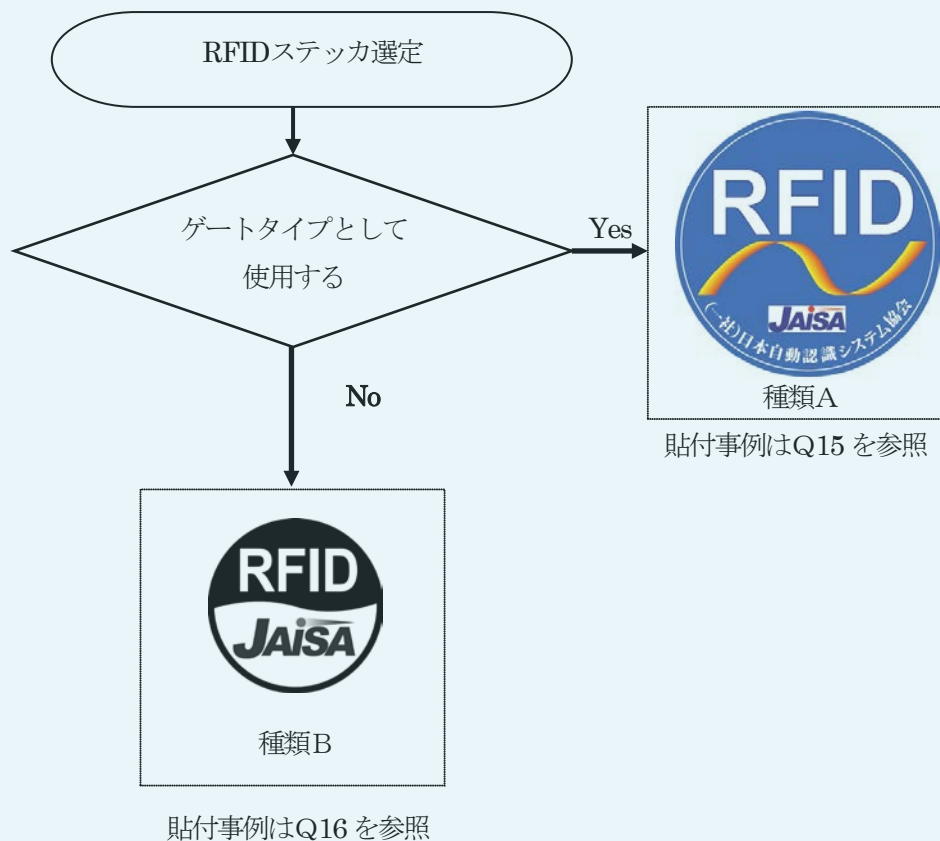 RFIDステッカ選定
ゲートタイプとして
使用する
Yes
RFID
JAISA
(一社)日本自動認識システム協会
種類A
貼付事例はQ15 を参照
No
RFID
JAISA
種類B
貼付事例はQ16 を参照